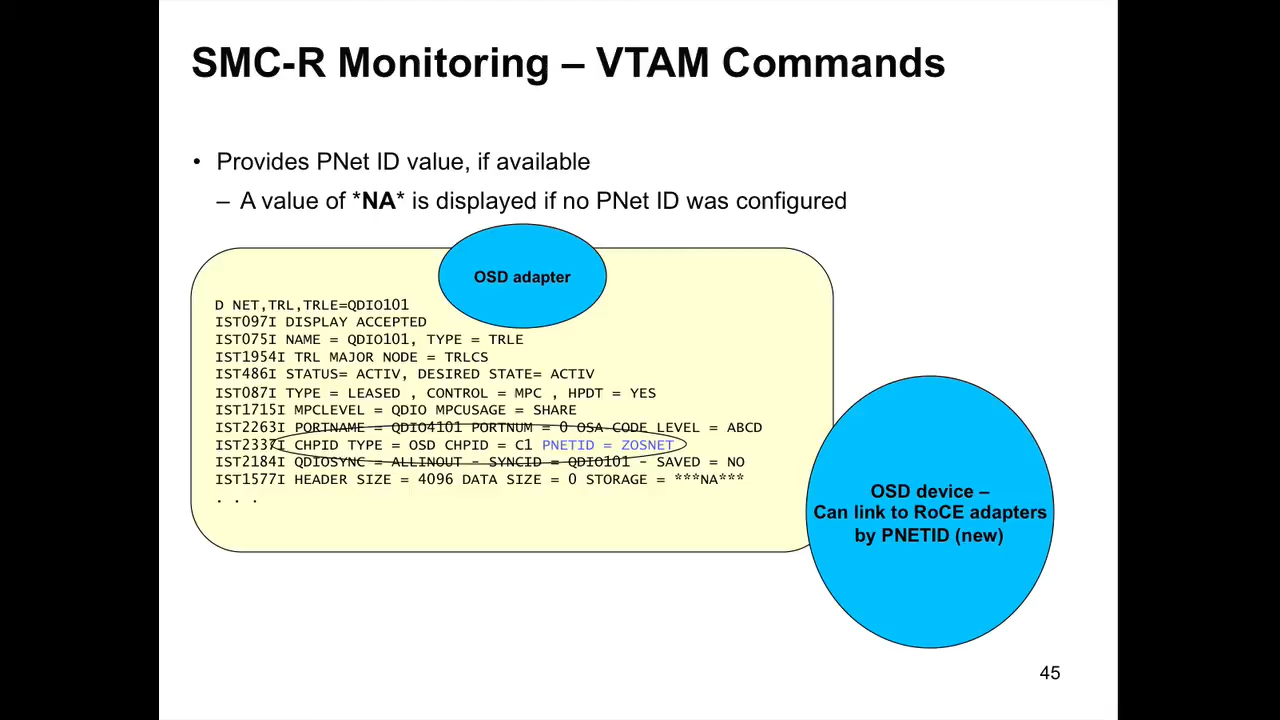 SMC-R Monitoring – VTAM Commands
• Provides PNet ID value, if available
– A value of *NA* is displayed if no PNet ID was configured
OSD adapter
D NET,TRL,TRLE=QDIO101
IST097I DISPLAY ACCEPTED
IST075I NAME = QDIO101, TYPE = TRLE
IST1954I TRL MAJOR NODE = TRLCS
IST486I STATUS= ACTIV, DESIRED STATE= ACTIV
IST087I TYPE = LEASED , CONTROL = MPC , HPDT = YES
IST1715I MPCLEVEL = QDIO MPCUSAGE = SHARE
IST2263I PORTNAME = QDIO4101 PORTNUM = 0 OSA CODE LEVEL = ABCD
IST2337I CHPID TYPE = OSD CHPID = C1 PNETID = ZOSNET
IST2184I QDIOSYNC = ALLINOUT - SYNCID = QDIO101 - SAVED = NO
IST1577I HEADER SIZE = 4096 DATA SIZE = 0 STORAGE = ***NA***
. . .
OSD device –
Can link to RoCE adapters
by PNETID (new)
45